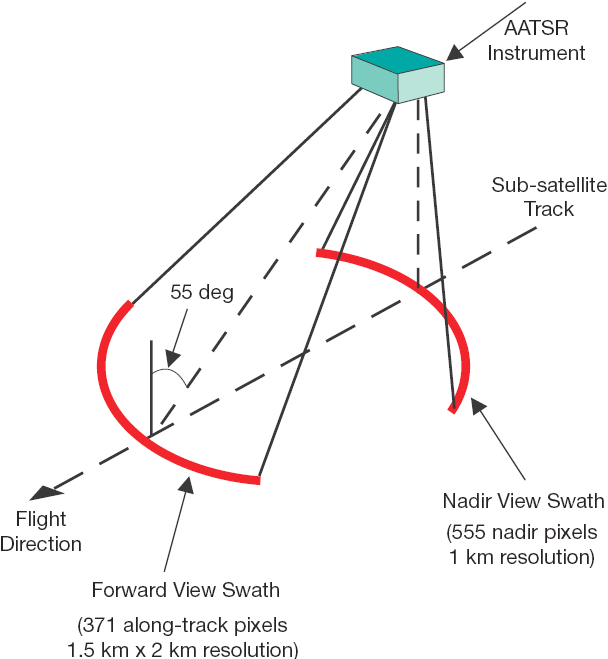 AATSR
Instrument
Sub-satellite
Track
55 deg
Flight
Direction
Nadir View Swath
(555 nadir pixels
1 km resolution)
Forward View Swath
(371 along-track pixels
1.5 km x 2 km resolution)